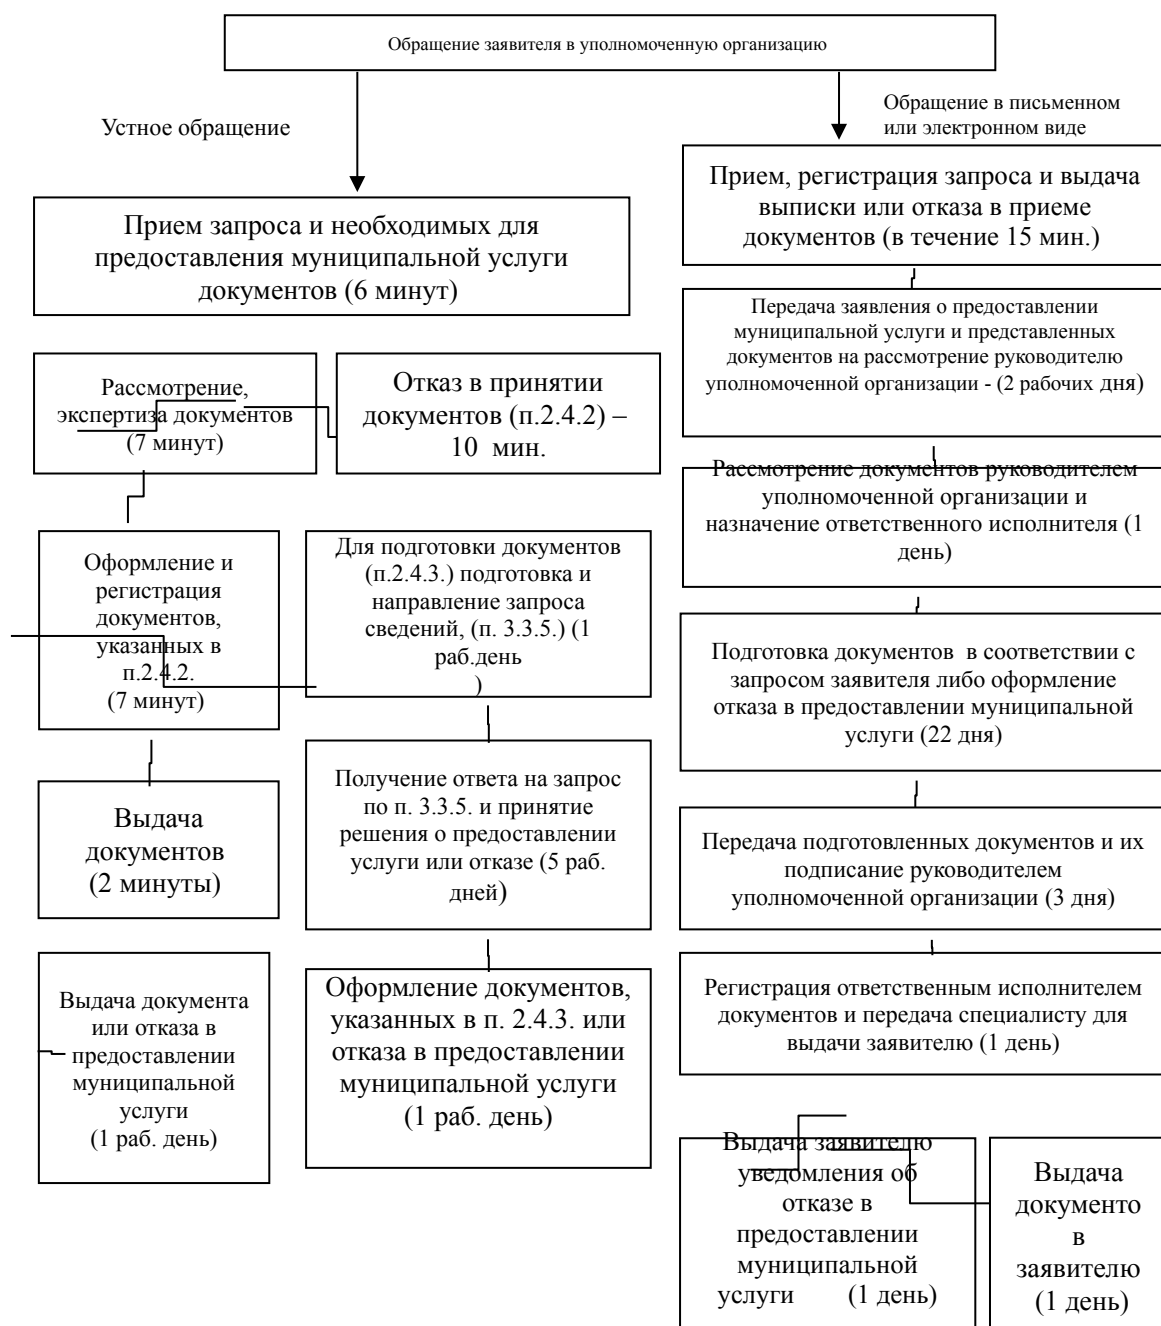 Обращение заявителя в уполномоченную организацию
Устное обращение
Обращение в письменном
или электронном виде
Прием запроса и необходимых для
предоставления муниципальной услуги
документов (6 минут)
Прием, регистрация запроса и выдача
выписки или отказа в приеме
документов (в течение 15 мин.)
Передача заявления о предоставлении
муниципальной услуги и представленных
документов на рассмотрение руководителю
уполномоченной организации - (2 рабочих дня)
Рассмотрение,
экспертиза документов
(7 минут)
Отказ в принятии
документов (п.2.4.2) –
10 мин.
Рассмотрение документов руководителем
уполномоченной организации и
назначение ответственного исполнителя (1
день)
Оформление и
регистрация
документов,
указанных в
п.2.4.2.
(7 минут)
Для подготовки документов
(п.2.4.3.) подготовка и
направление запроса
сведений, (п. 3.3.5.) (1
раб.день
)
Подготовка документов в соответствии с
запросом заявителя либо оформление
отказа в предоставлении муниципальной
услуги (22 дня)
Выдача
документов
(2 минуты)
Получение ответа на запрос
по п. 3.3.5. и принятие
решения о предоставлении
услуги или отказе (5 раб.
дней)
Передача подготовленных документов и их
подписание руководителем
уполномоченной организации (3 дня)
Выдача документа
или отказа в
предоставлении
муниципальной
услуги
(1 раб. день)
Оформление документов,
указанных в п. 2.4.3. или
отказа в предоставлении
муниципальной услуги
(1 раб. день)
Регистрация ответственным исполнителем
документов и передача специалисту для
выдачи заявителю (1 день)
Выдача заявителю
уведомления об
отказе в
предоставлении
муниципальной
услуги (1 день)
Выдача
документо
в
заявителю
(1 день)